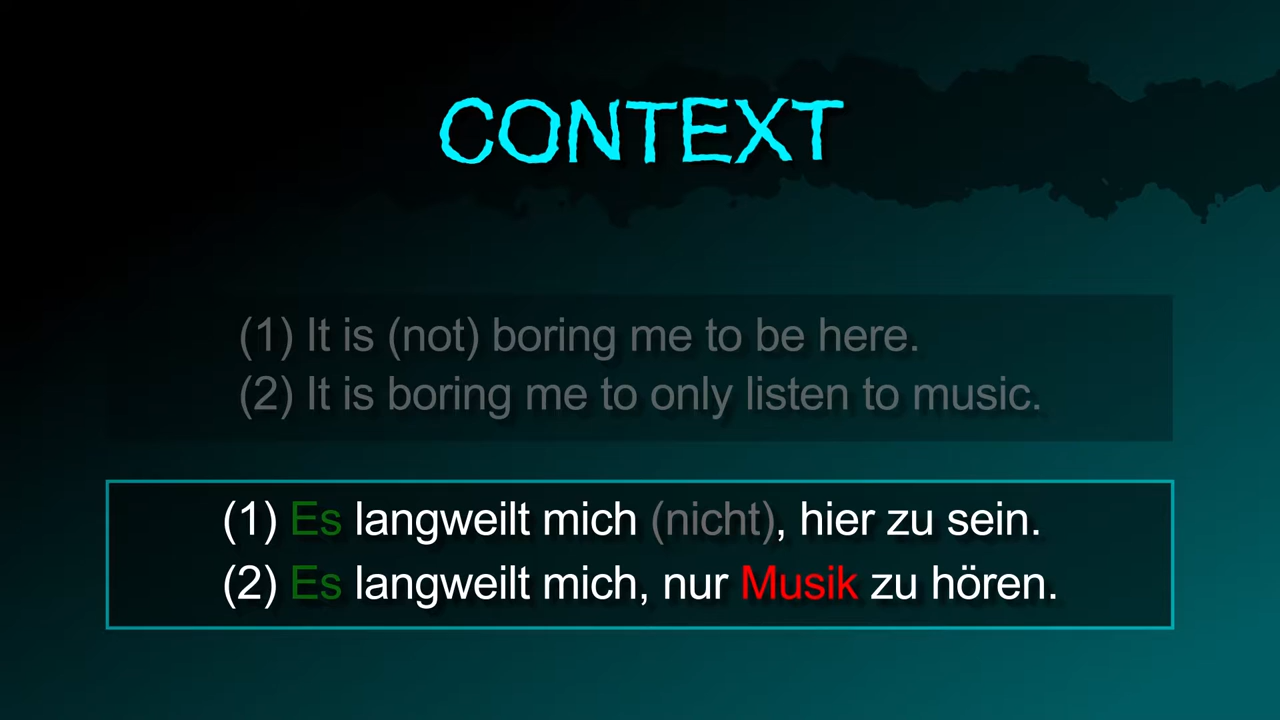 CONTEXT
(1) It is (not) boring me to be here.
(2) It is boring me to only listen to music.
(1) Es langweilt mich (nicht), hier zu sein.
(2) Es langweilt mich, nur Musik zu hören.